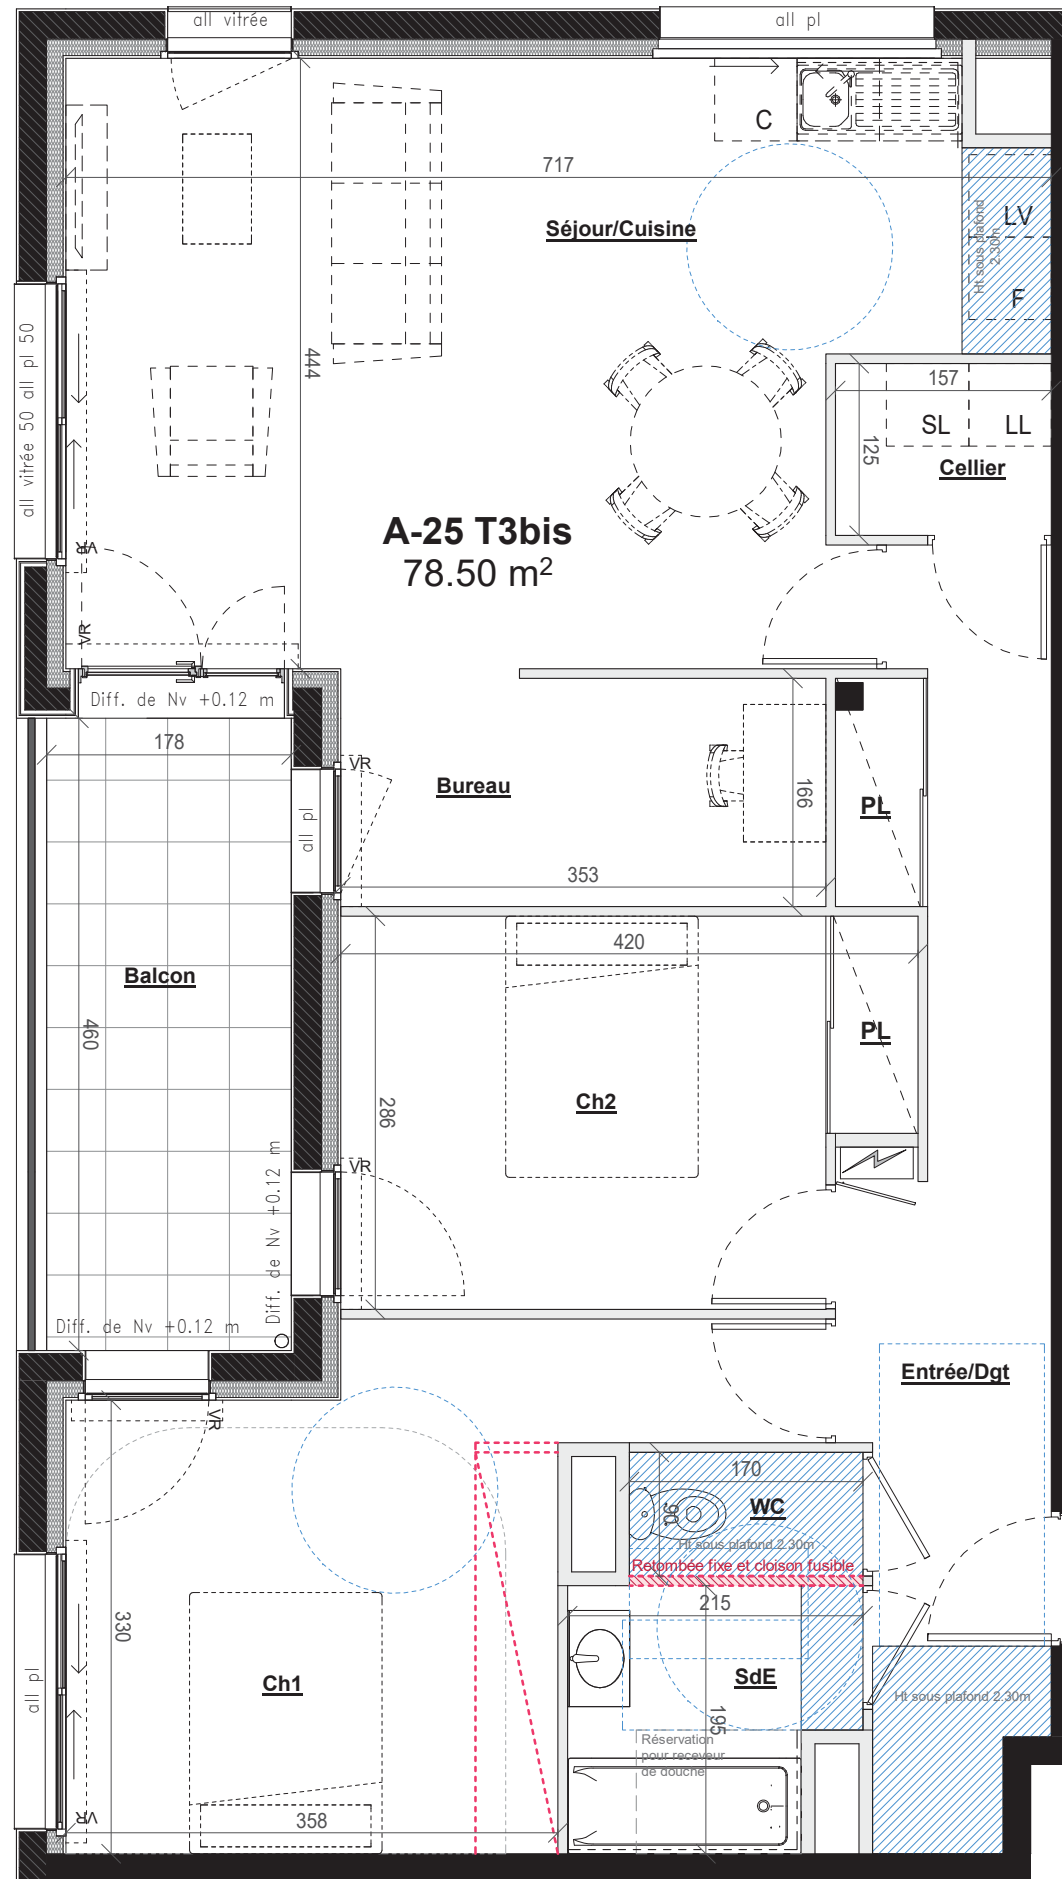 all vitrée
all pl
C
717
Séjour/Cuisine
LV
Ht sous plafond
2.30m
F
all vitrée 50 all pl 50
444
157
SL
LL
125
Cellier
A-25 T3bis
78.50 m²
VR
VR
Diff. de Nv +0.12 m
178
VR
Bureau
166
PL
all pl
353
420
Balcon
460
PL
286
Ch2
VR
Diff. de Nv +0.12 m
Diff. de Nv +0.12 m
Entrée/Dgt
VR
170
WC
90
Ht sous plafond 2.30m
Retombée fixe et cloison fusible
215
330
Ch1
SdE
195
Ht sous plafond 2.30m
all pl
Réservation
pour receveur
de douche
VR
358